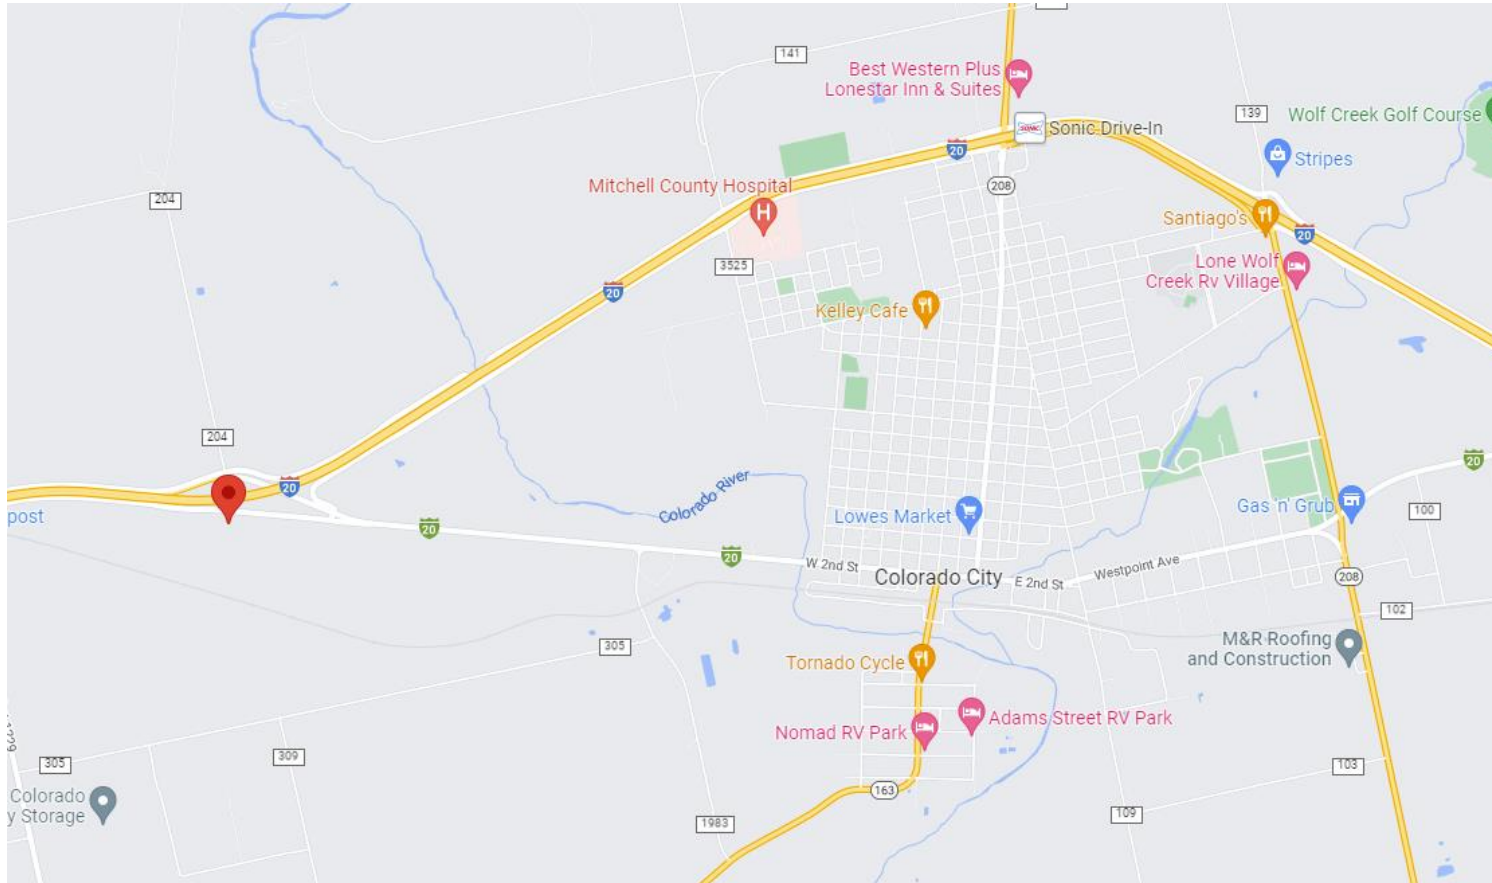 141
Best Western Plus
Lonestar Inn & Suites
139
Wolf Creek Golf Course
SONIC
Sonic Drive-In
20
Stripes
Mitchell County Hospital
H
208
204
Santiago's
20
3525
Lone Wolf
Creek Rv Village
20
Kelley Cafe
204
20
20
Colorado River
post
Lowes Market
Gas 'n' Grub
100
20
20
W 2nd St
Colorado City
E 2nd St
Westpoint Ave
208
102
305
M&R Roofing
and Construction
Tornado Cycle
Adams Street RV Park
Nomad RV Park
305
309
103
163
Colorado
y Storage
1983
109